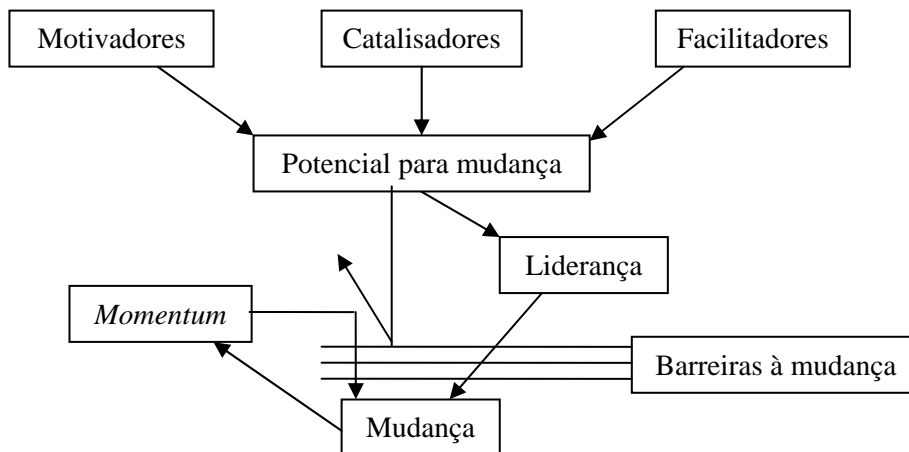 Motivadores
Catalisadores
Facilitadores
Potencial para mudança
Liderança
Momentum
Barreiras à mudança
Mudança